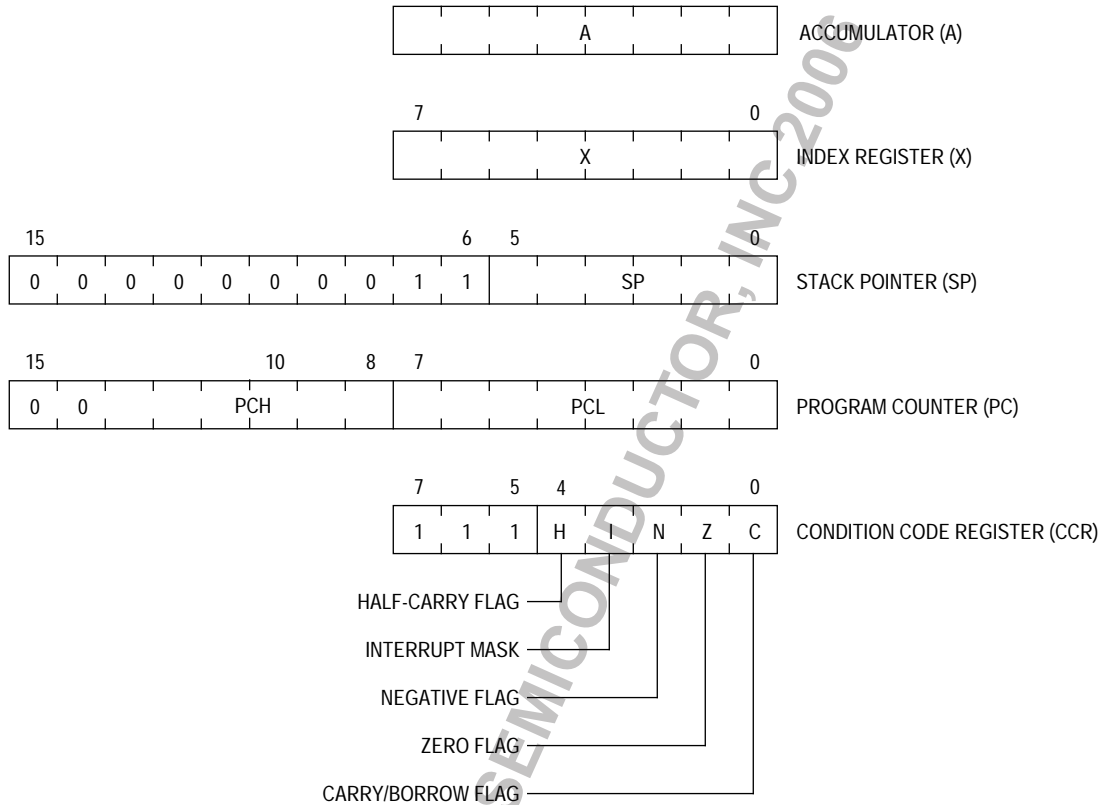 A ACCUMULATOR (A)
7 0
X INDEX REGISTER (X)
15 6 5 0
0 0 0 0 0 0 0 0 1 1 SP STACK POINTER (SP)
15 10 8 7 0
0 0 PCH PCL PROGRAM COUNTER (PC)
7 5 4 0
1 1 1 H I N Z C CONDITION CODE REGISTER (CCR)
HALF-CARRY FLAG
INTERRUPT MASK
NEGATIVE FLAG
ZERO FLAG
CARRY/BORROW FLAG
SEMICONDUCTOR, INC 2006